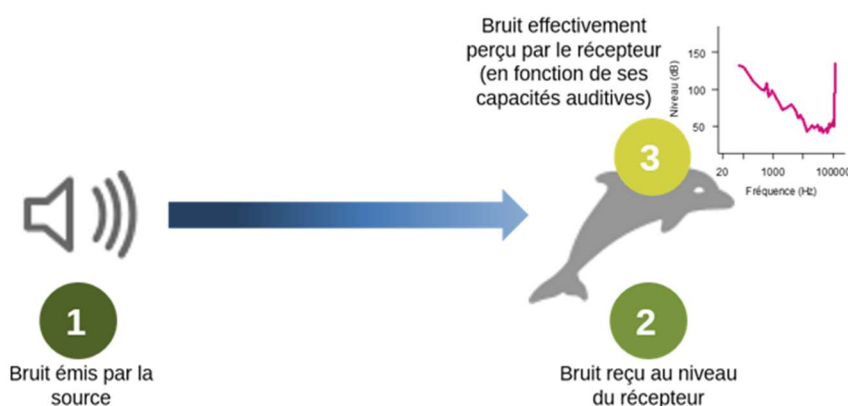 Bruit effectivement
perçu par le récepteur
(en fonction de ses
capacités auditives)
Niveau (dB)
150
100
50
20
1000
100000
Fréquence (Hz)
3
1
Bruit émis par la
source
2
Bruit reçu au niveau
du récepteur